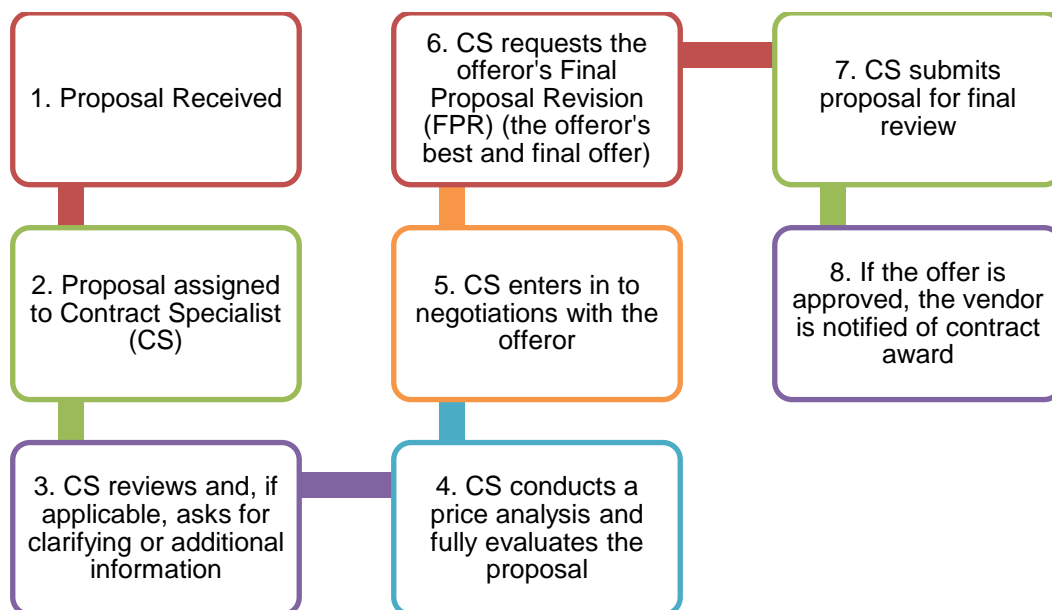 1. Proposal Received
2. Proposal assigned
to Contract Specialist
(CS)
3. CS reviews and, if
applicable, asks for
clarifying or additional
information
4. CS conducts a
price analysis and
fully evaluates the
proposal
5. CS enters in to
negotiations with the
offeror
6. CS requests the
offeror's Final
Proposal Revision
(FPR) (the offeror's
best and final offer)
7. CS submits
proposal for final
review
8. If the offer is
approved, the vendor
is notified of contract
award